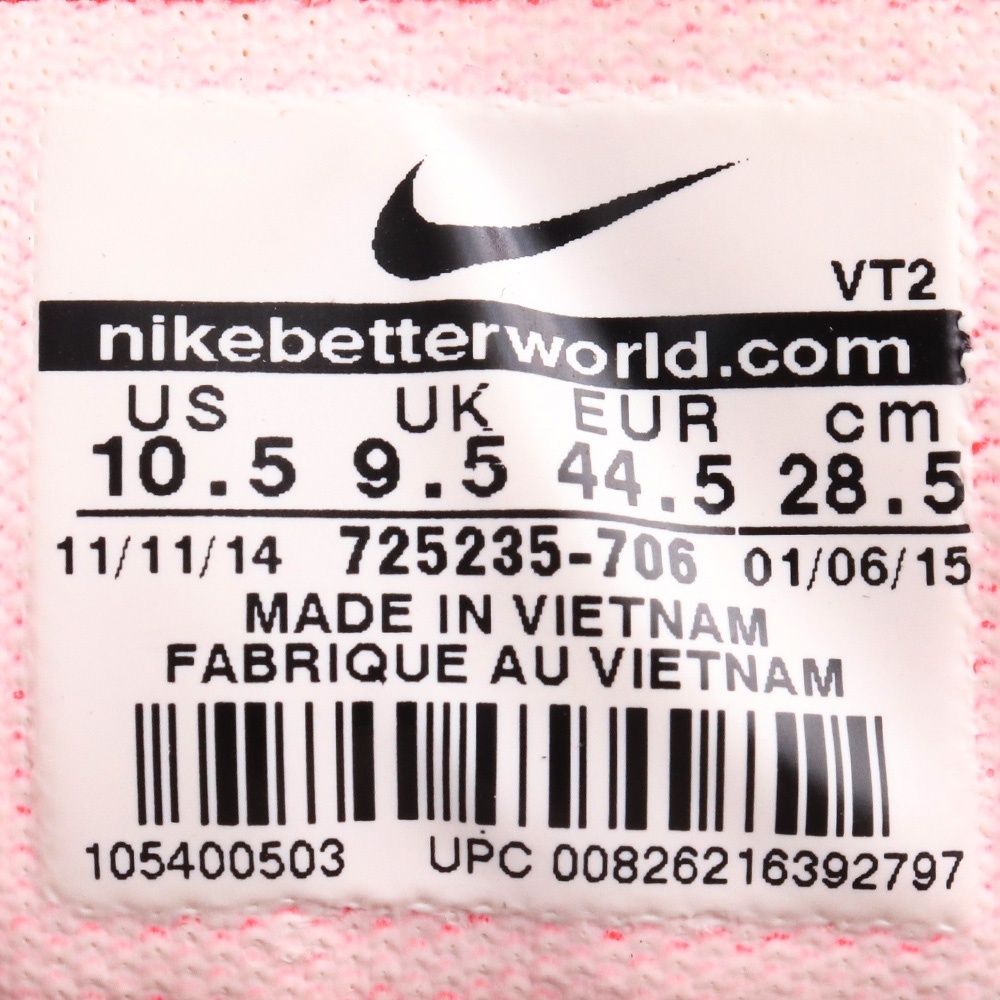 VT2
nikebetterworld.com
US UK EUR cm
10.5 9.5 44.5 28.5
11/11/14 725235-706 01/06/15
MADE IN VIETNAM
FABRIQUE AU VIETNAM
105400503 UPC 00826216392797